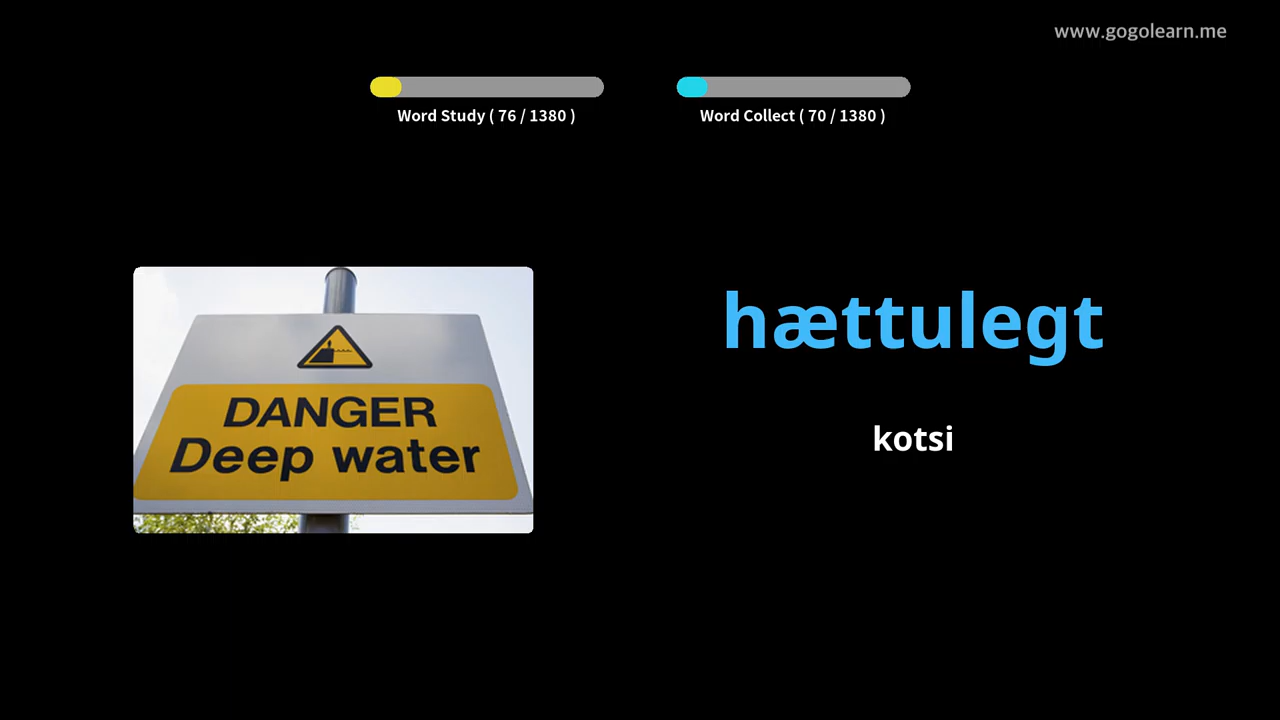 www.gogolearn.me
Word Study ( 76 / 1380 )
Word Collect ( 70 / 1380 )
DANGER
Deep water
hættulegt
kotsi